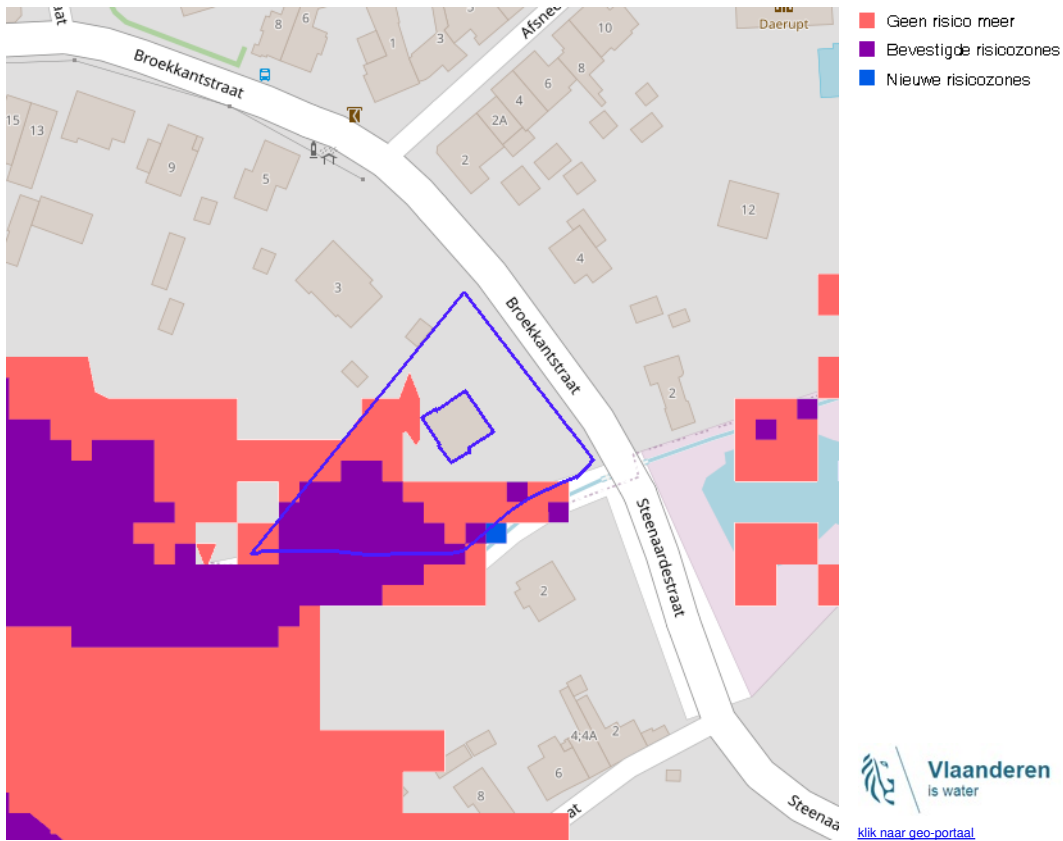 Geen risico meer
Bevestigde risicozones
Nieuwe risicozones
Daerupt
8
6
1
3
10
Broekkantstraat
4
6
8
2A
15
13
9
5
2
12
4
3
Broekkantstraat
2
Steenaardestraat
2
4;4A
2
6
8
Vlaanderen
is water
klik naar geo-portaal